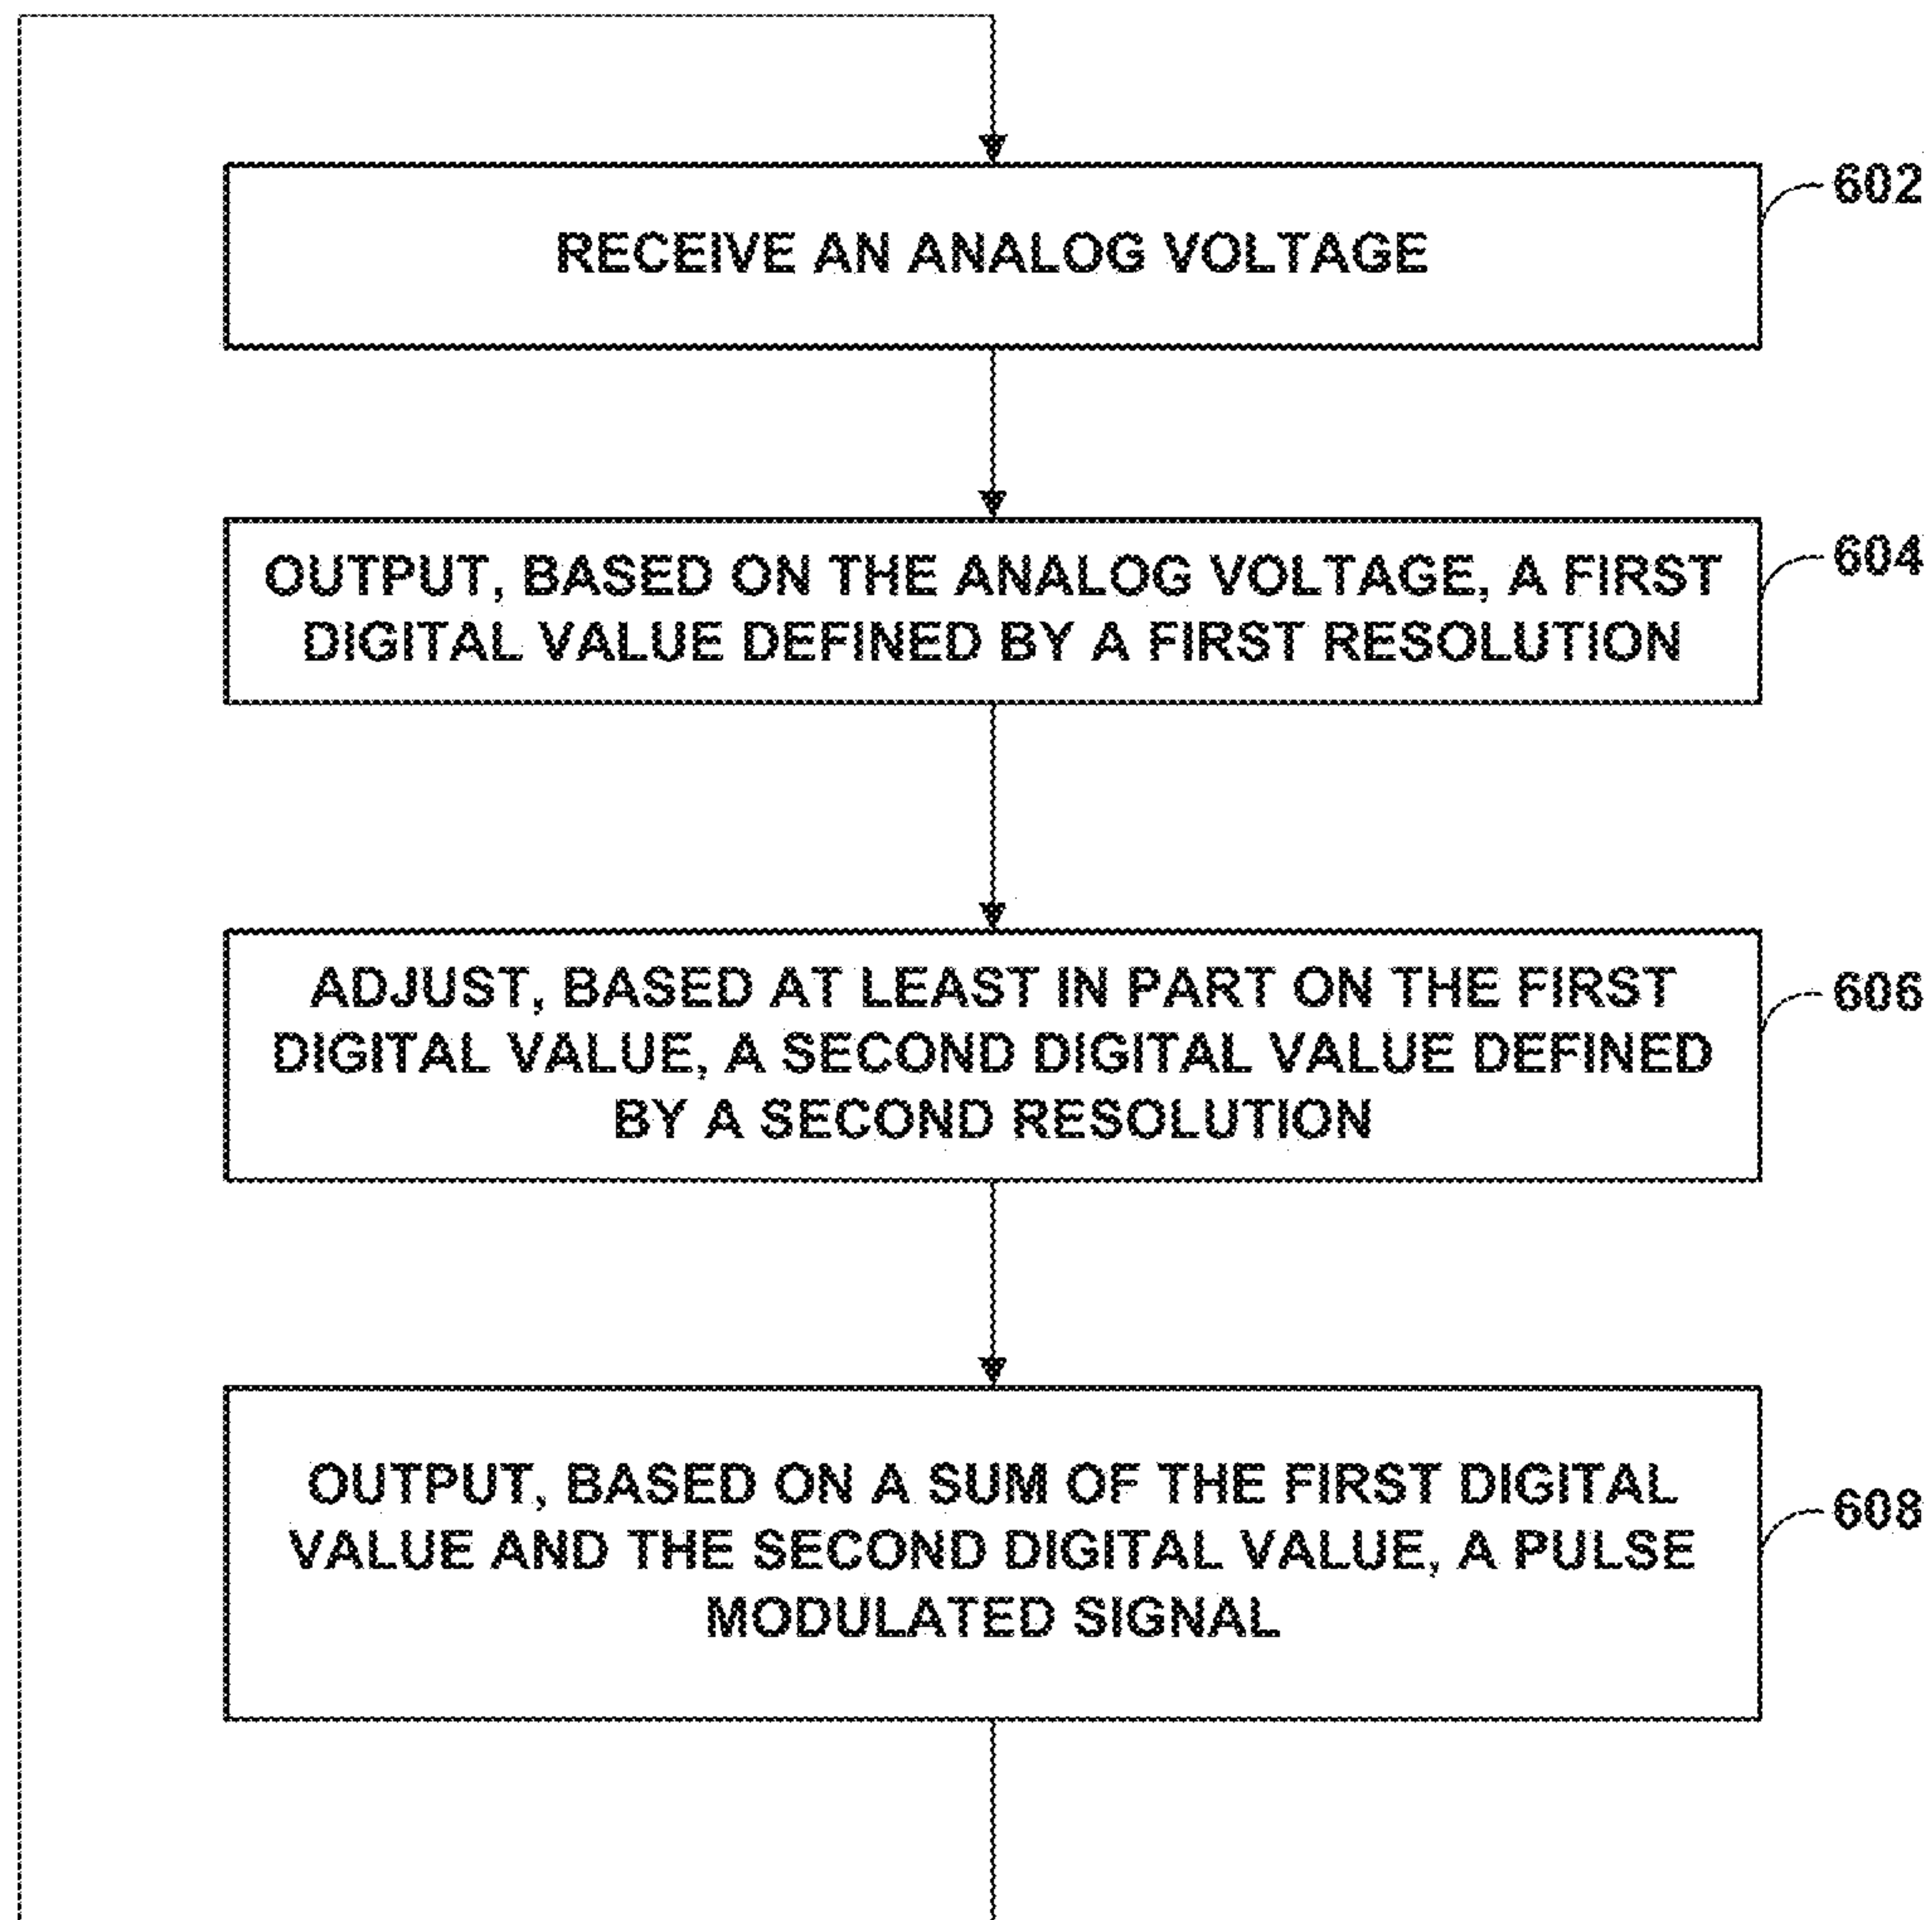 602
RECEIVE AN ANALOG VOLTAGE
604
OUTPUT, BASED ON THE ANALOG VOLTAGE, A FIRST
DIGITAL VALUE DEFINED BY A FIRST RESOLUTION
606
ADJUST, BASED AT LEAST IN PART ON THE FIRST
DIGITAL VALUE, A SECOND DIGITAL VALUE DEFINED
BY A SECOND RESOLUTION
608
OUTPUT, BASED ON A SUM OF THE FIRST DIGITAL
VALUE AND THE SECOND DIGITAL VALUE, A PULSE
MODULATED SIGNAL